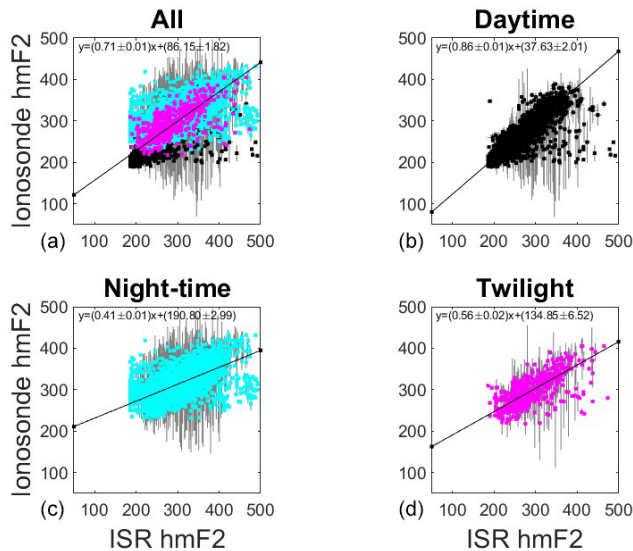 All
y=(0.71±0.01)x+(86.15±1.82)
500
400
300
200
100
Ionosonde hmF2
(a)
100 200 300 400 500
Daytime
y=(0.86±0.01)x+(37.63±2.01)
500
400
300
200
100
(b)
100 200 300 400 500
Night-time
y=(0.41±0.01)x+(190.80±2.99)
500
400
300
200
100
Ionosonde hmF2
(c)
100 200 300 400 500
ISR hmF2
Twilight
y=(0.56±0.02)x+(134.85±6.52)
500
400
300
200
100
(d)
100 200 300 400 500
ISR hmF2